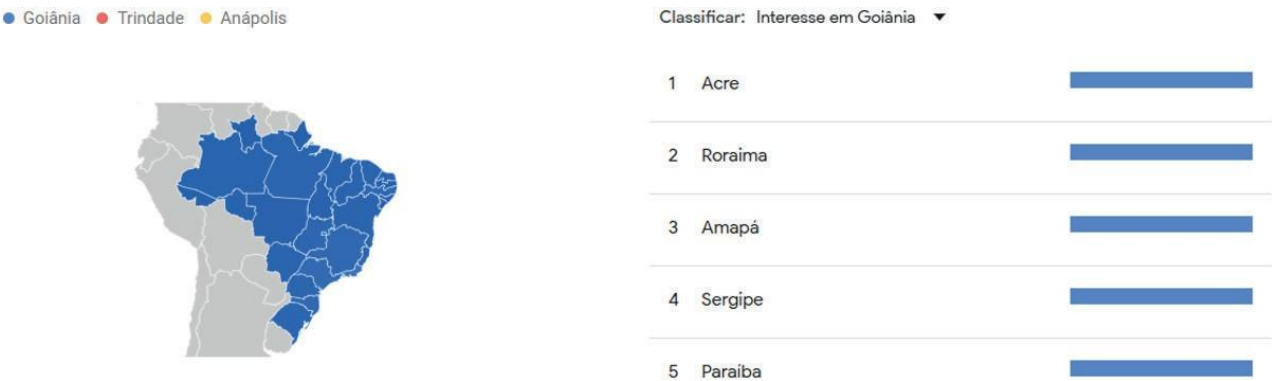 Goiânia Trindade Anápolis
Classificar: Interesse em Goiânia
1 Acre
2 Roraima
3 Amapá
4 Sergipe
5 Paraíba